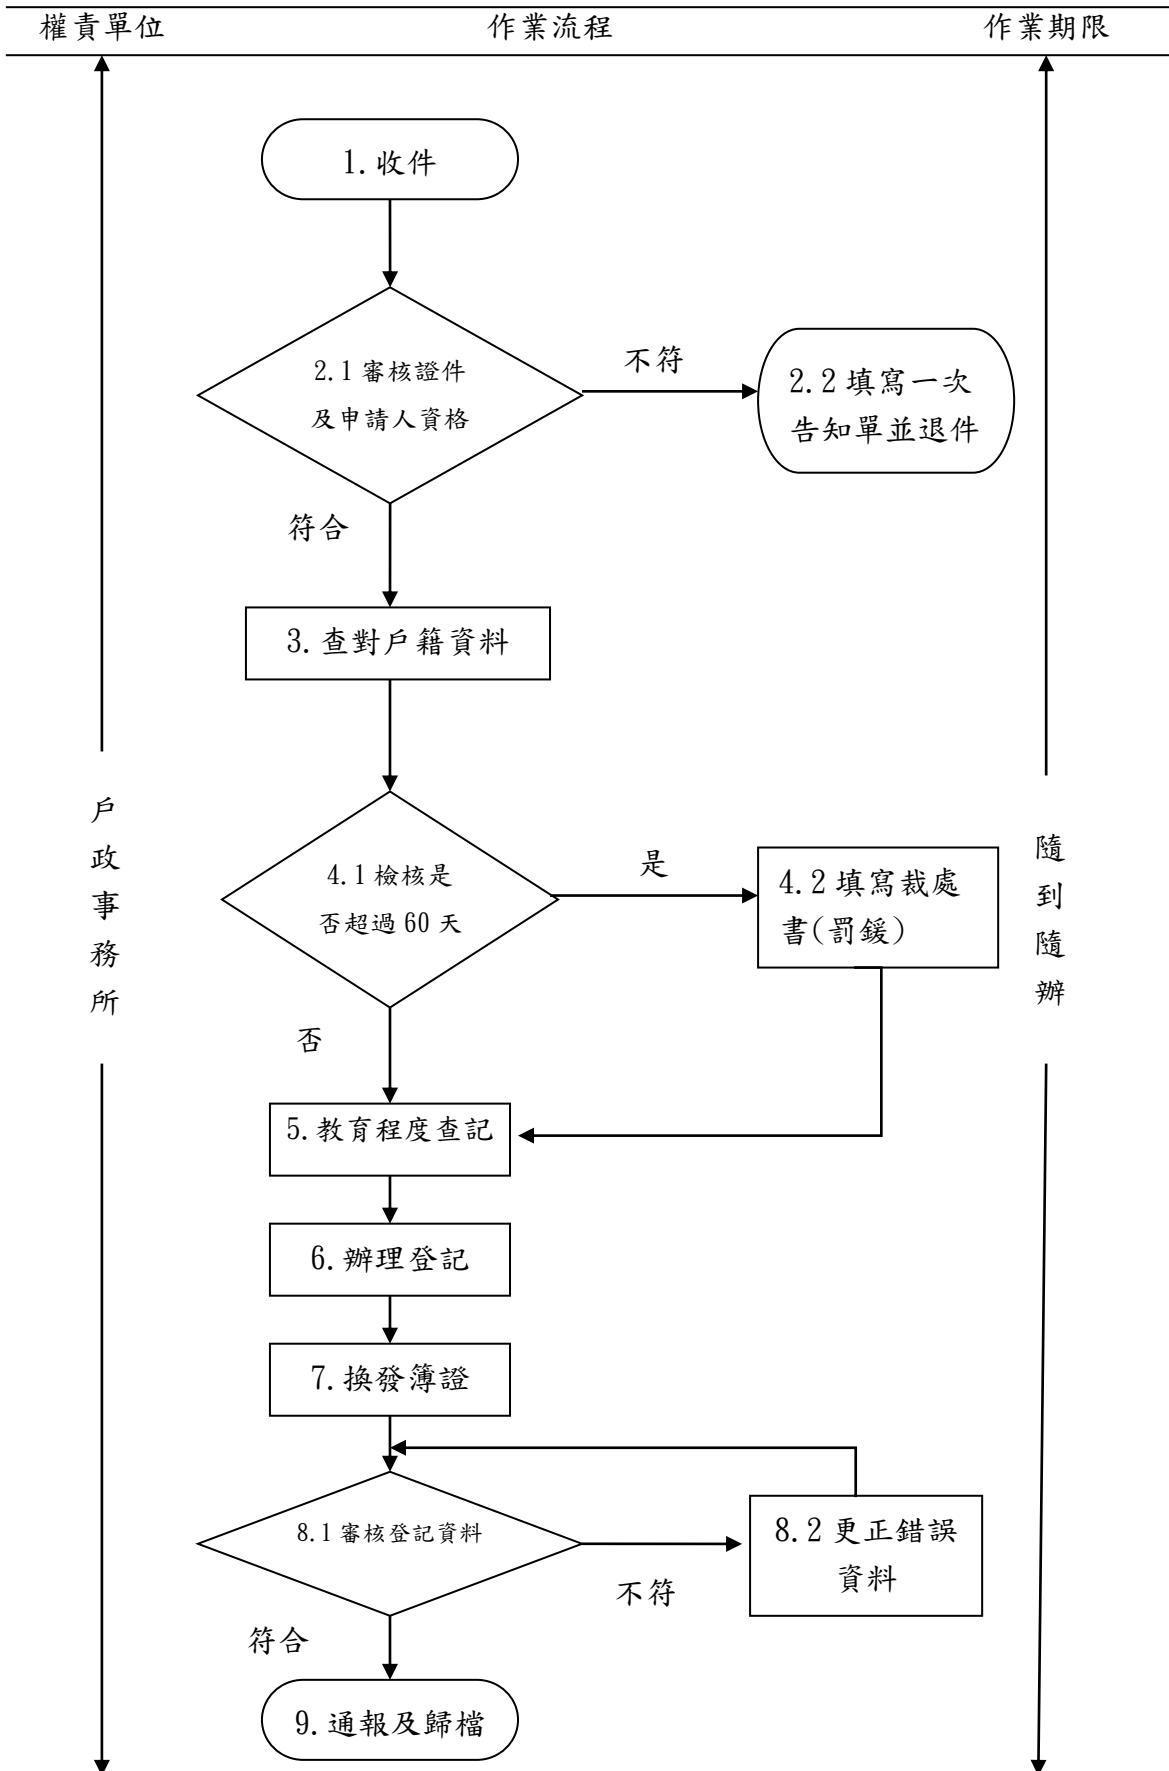 權責單位 作業流程 作業期限
1.收件
2.1 審核證件
及申請人資格
不符
2.2 填寫一次
告知單並退件
符合
3.查對戶籍資料
戶
政
事
務
所
4.1 檢核是
否超過 60 天
是
4.2 填寫裁處
書(罰鍰)
隨
到
隨
辦
否
5.教育程度查記
6.辦理登記
7.換發簿證
8.1 審核登記資料
不符
8.2 更正錯誤
資料
符合
9.通報及歸檔